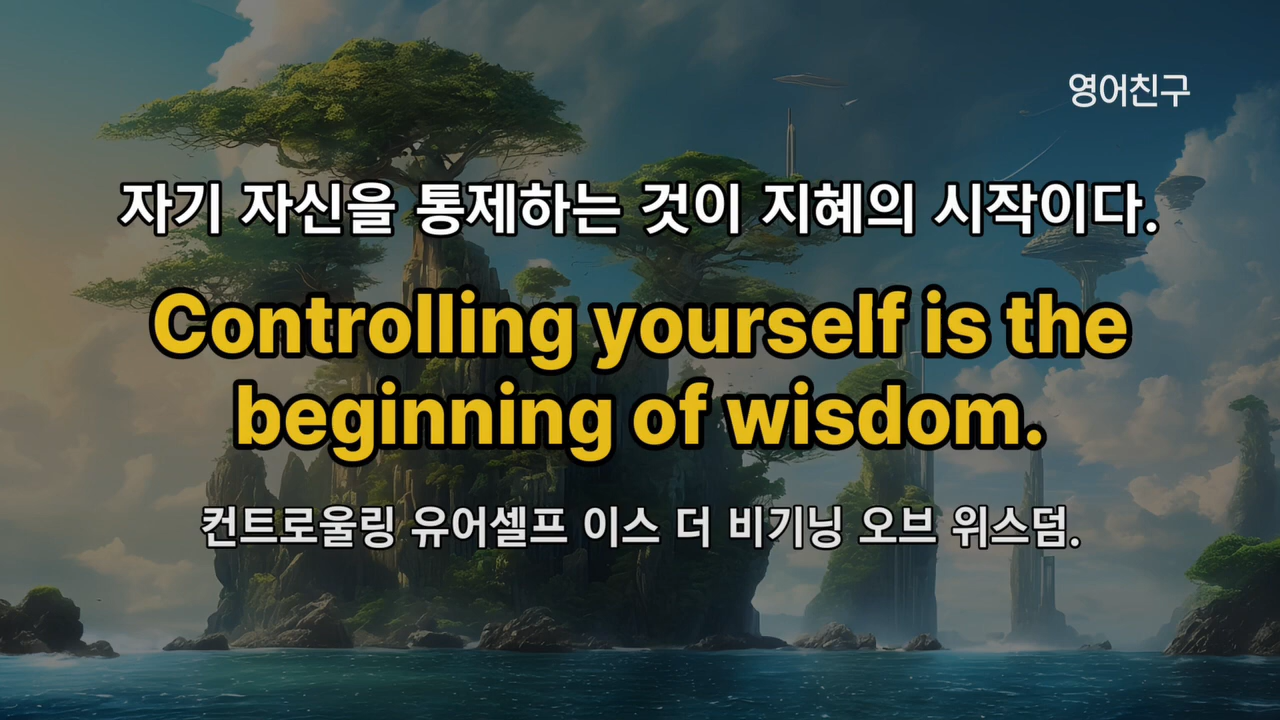 영어친구
자기 자신을 통제하는 것이 지혜의 시작이다.
Controlling yourself is the
beginning of wisdom.
컨트로울링 유어셀프 이스 더 비기닝 오브 위스덤.